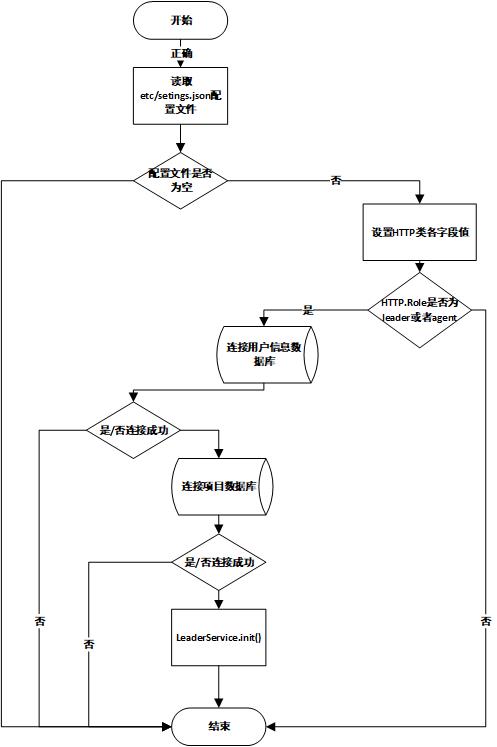 开始
正确
读取
etc/setings.json配
置文件
配置文件是否
为空
否
设置HTTP类各字段值
HTTP.Role是否为
leader或者agent
是
连接用户信息数
据库
是/否连接成功
连接项目数据库
是/否连接成功
LeaderService.init()
否
否
否
结束